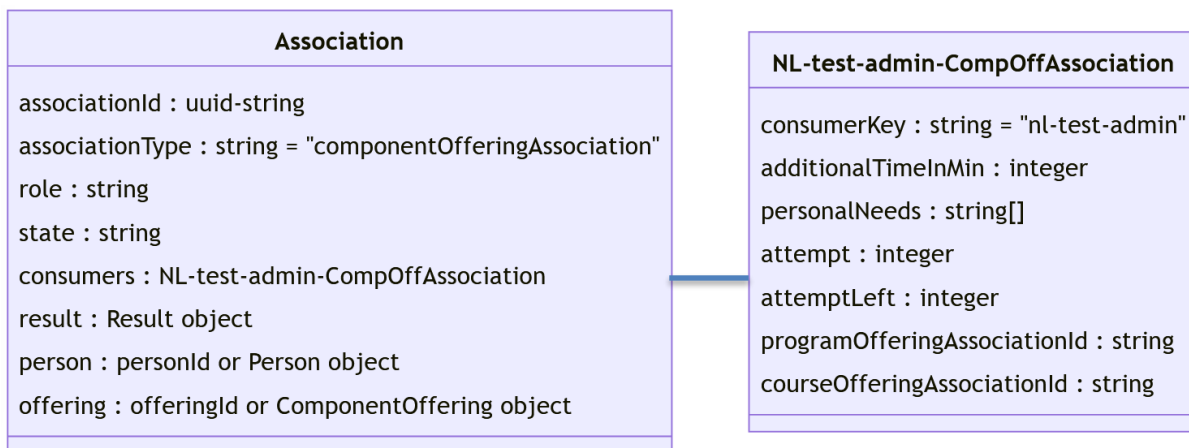 Association
associationId : uuid-string
associationType : string = "componentOfferingAssociation"
role : string
state : string
consumers : NL-test-admin-CompOffAssociation
result : Result object
person : personId or Person object
offering : offeringId or ComponentOffering object
NL-test-admin-CompOffAssociation
consumerKey : string = "nl-test-admin"
additionalTimeInMin : integer
personalNeeds : string[]
attempt : integer
attemptLeft : integer
programOfferingAssociationId : string
courseOfferingAssociationId : string